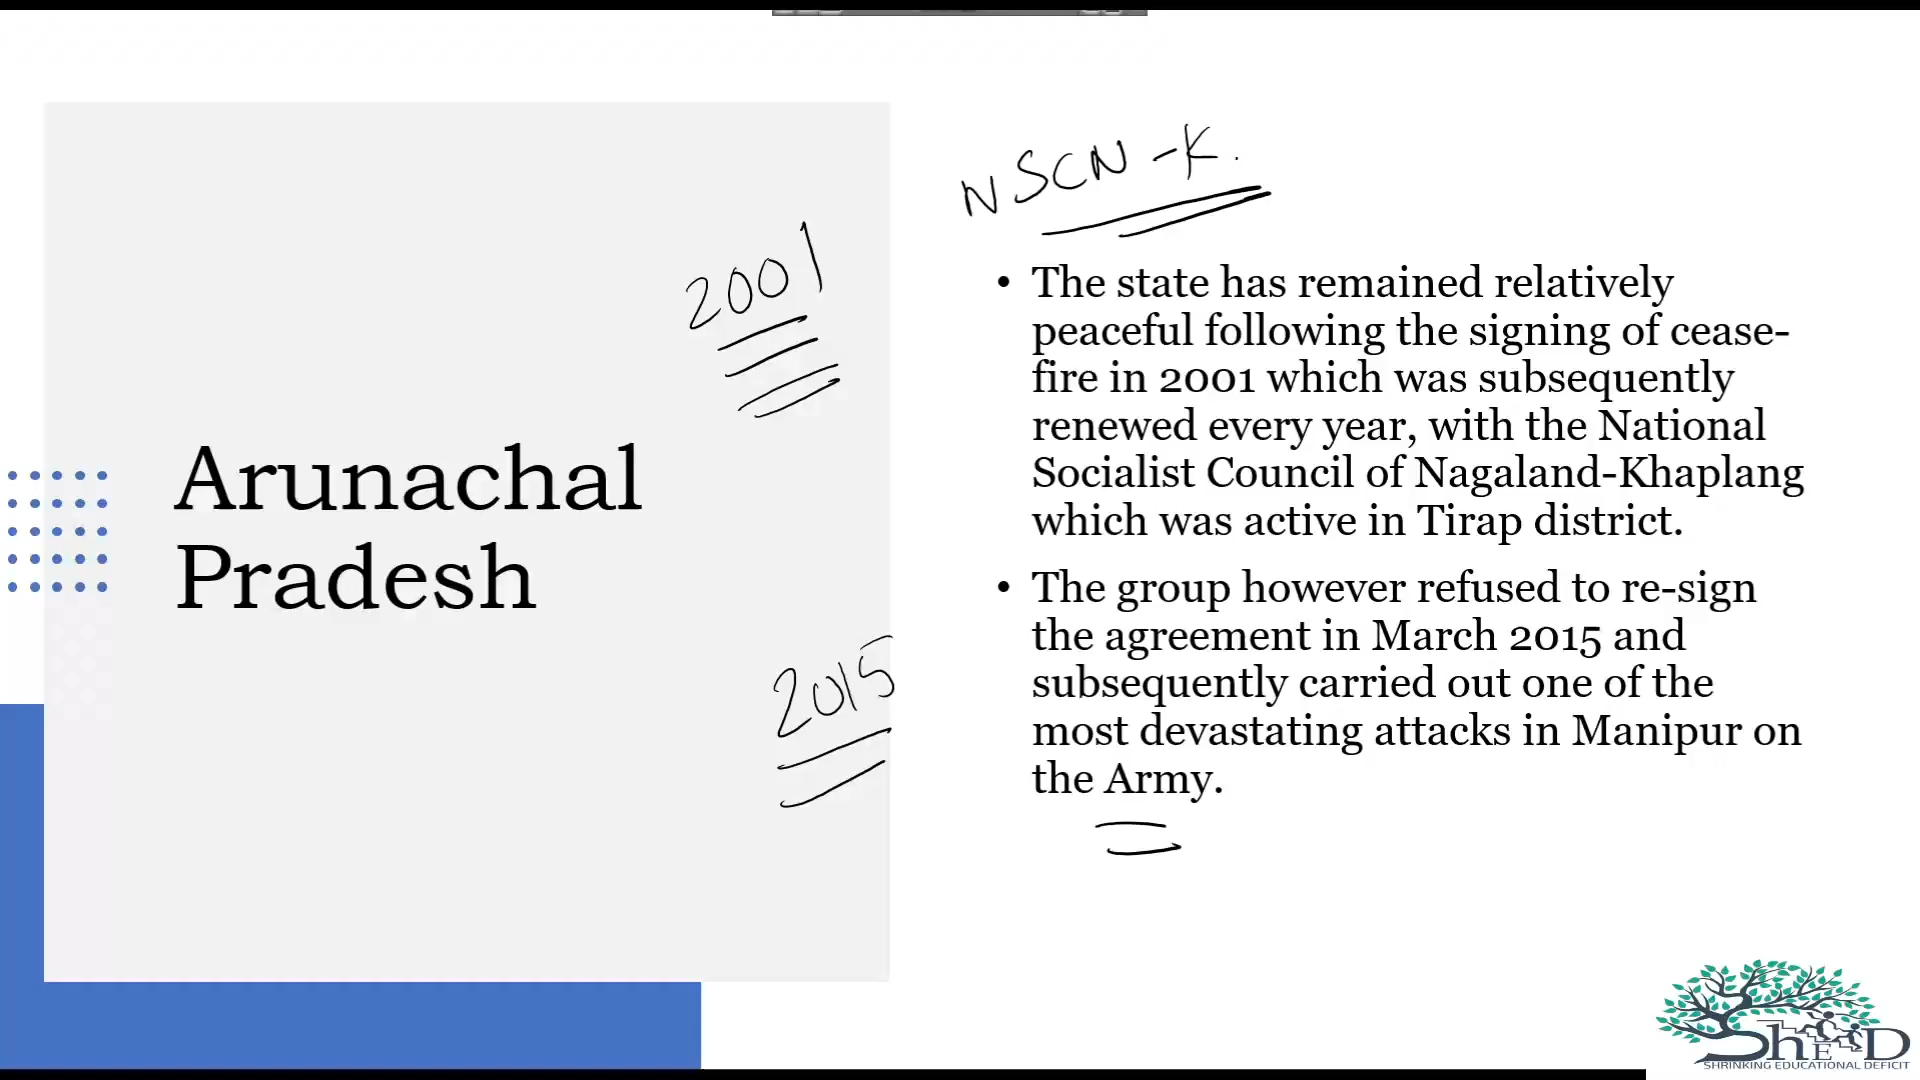 Arunachal
Pradesh
2001
2015
NSCN-K.
• The state has remained relatively
peaceful following the signing of cease-
fire in 2001 which was subsequently
renewed every year, with the National
Socialist Council of Nagaland-Khaplang
which was active in Tirap district.
• The group however refused to re-sign
the agreement in March 2015 and
subsequently carried out one of the
most devastating attacks in Manipur on
the Army.
ShED
SHRINKING EDUCATIONAL DEFICIT